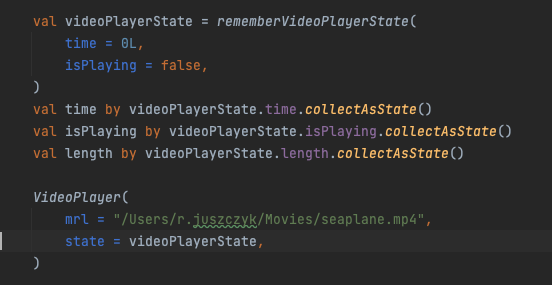 val videoPlayerState = rememberVideoPlayerState(
    time = 0L,
    isPlaying = false,
)
val time by videoPlayerState.time.collectAsState()
val isPlaying by videoPlayerState.isPlaying.collectAsState()
val length by videoPlayerState.length.collectAsState()

VideoPlayer(
    mrl = "/Users/r.juszczyk/Movies/seaplane.mp4",
    state = videoPlayerState,
)